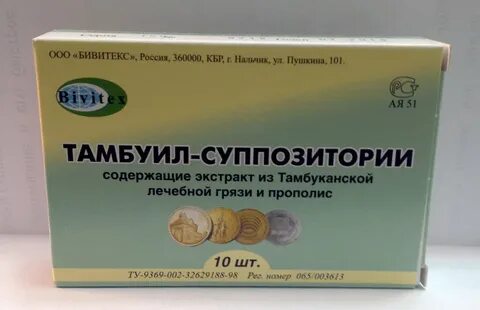 ООО «БИВИТЕКС», Россия, 360000, КБР, г. Нальчик, ул. Пушкина, 101.
Bivitex
РСТ
АЯ 51
ТАМБУИЛ-СУППОЗИТОРИИ
содержащие экстракт из Тамбуканской
лечебной грязи и прополис
10 шт.
ТУ-9369-002-32629188-98 Рег. номер 065/003613